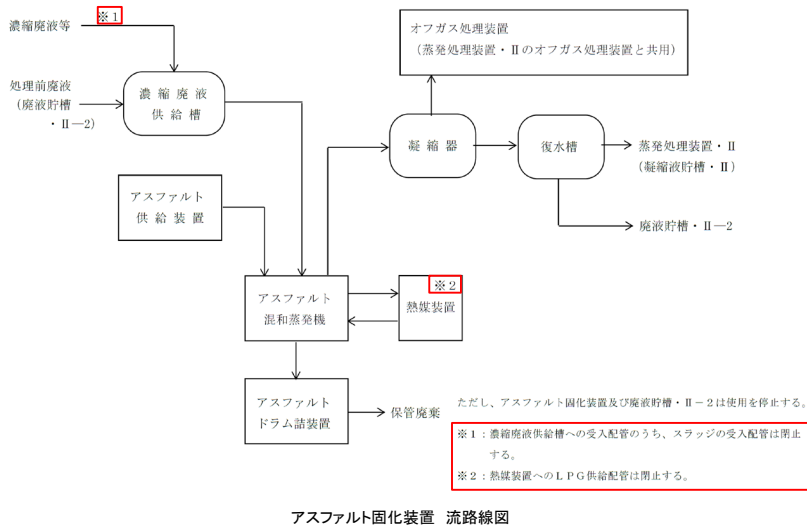 ※1
濃縮廃液等
処理前廃液
(廃液貯槽
・Ⅱ―2)
濃縮廃液
供給槽
オフガス処理装置
(蒸発処理装置・Ⅱのオフガス処理装置と共用)
凝縮器
復水槽
蒸発処理装置・Ⅱ
(凝縮液貯槽・Ⅱ)
廃液貯槽・Ⅱ―2
アスファルト
供給装置
アスファルト
混和蒸発機
※2
熱媒装置
アスファルト
ドラム詰装置
保管廃棄
ただし、アスファルト固化装置及び廃液貯槽・Ⅱ－2は使用を停止する。
※1：濃縮廃液供給槽への受入配管のうち、スラッジの受入配管は閉止
する。
※2：熱媒装置へのLPG供給配管は閉止する。
アスファルト固化装置 流路線図